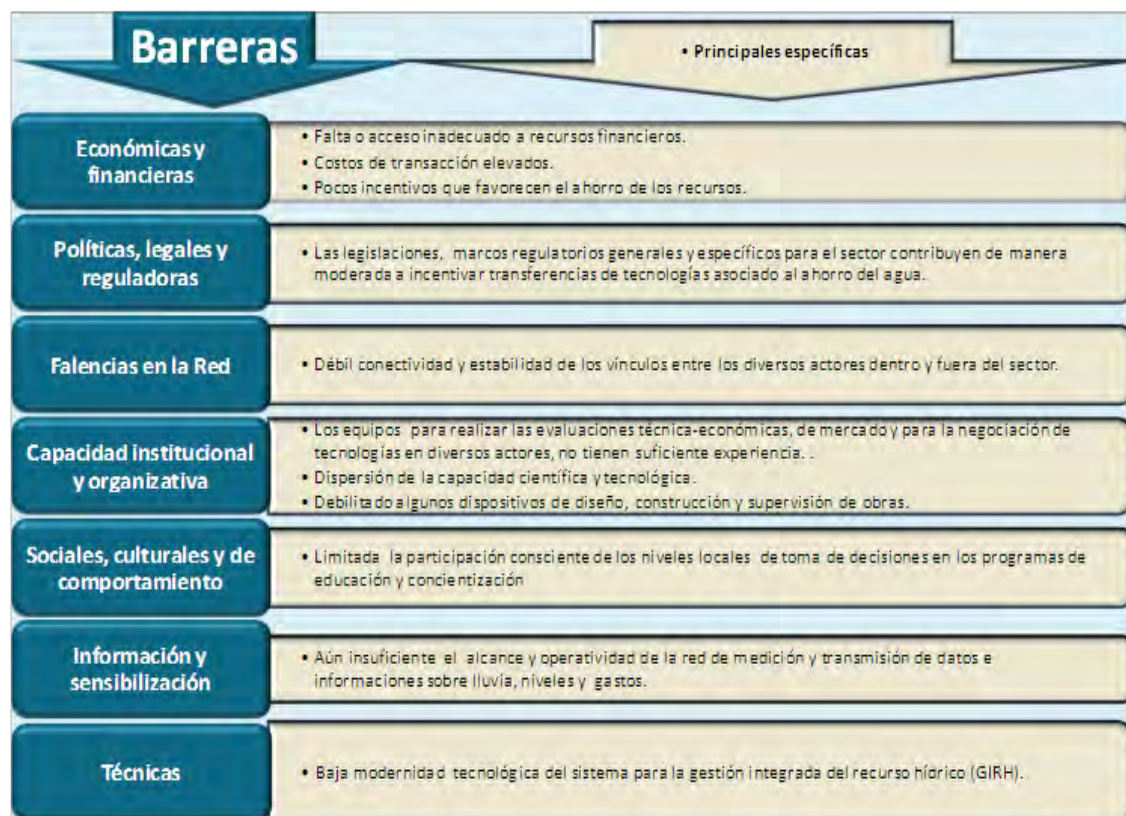 Barreras
• Principales específicas
Económicas y
financieras
• Falta o acceso inadecuado a recursos financieros.
• Costos de transacción elevados.
• Pocos incentivos que favorecen el ahorro de los recursos.
Políticas, legales y
reguladoras
• Las legislaciones, marcos regulatorios generales y específicos para el sector contribuyen de manera
moderada a incentivar transferencias de tecnologías asociado al ahorro del agua.
Falencias en la Red
• Débil conectividad y estabilidad de los vínculos entre los diversos actores dentro y fuera del sector.
Capacidad institucional
y organizativa
• Los equipos para realizar las evaluaciones técnica-económicas, de mercado y para la negociación de
tecnologías en diversos actores, no tienen suficiente experiencia. .
• Dispersión de la capacidad científica y tecnológica.
• Debilitado algunos dispositivos de diseño, construcción y supervisión de obras.
Sociales, culturales y de
comportamiento
• Limitada la participación consciente de los niveles locales de toma de decisiones en los programas de
educación y concientización
Información y
sensibilización
• Aún insuficiente el alcance y operatividad de la red de medición y transmisión de datos e
informaciones sobre lluvia, niveles y gastos.
Técnicas
• Baja modernidad tecnológica del sistema para la gestión integrada del recurso hídrico (GIRH).